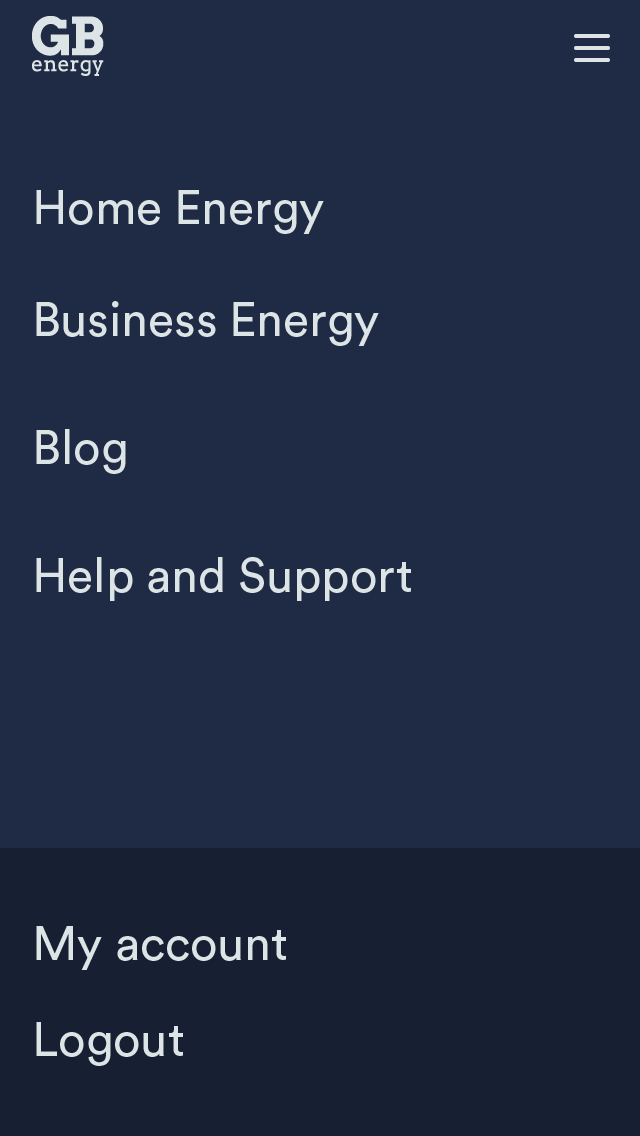 GB
energy
Home Energy
Business Energy
Blog
Help and Support
My account
Logout